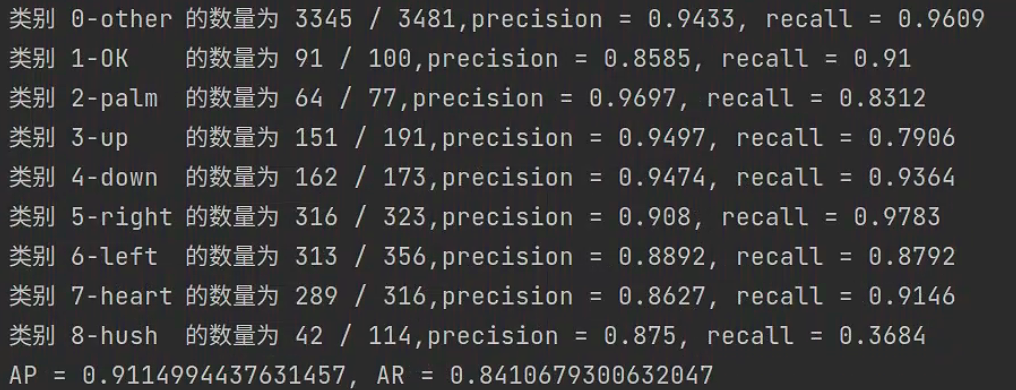 类别 0-other 的数量为 3345 / 3481,precision = 0.9433, recall = 0.9609
类别 1-OK 的数量为 91 / 100,precision = 0.8585, recall = 0.91
类别 2-palm 的数量为 64 / 77,precision = 0.9697, recall = 0.8312
类别 3-up 的数量为 151 / 191,precision = 0.9497, recall = 0.7906
类别 4-down 的数量为 162 / 173,precision = 0.9474, recall = 0.9364
类别 5-right 的数量为 316 / 323,precision = 0.908, recall = 0.9783
类别 6-left 的数量为 313 / 356,precision = 0.8892, recall = 0.8792
类别 7-heart 的数量为 289 / 316,precision = 0.8627, recall = 0.9146
类别 8-hush 的数量为 42 / 114,precision = 0.875, recall = 0.3684
AP = 0.9114994437631457, AR = 0.8410679300632047